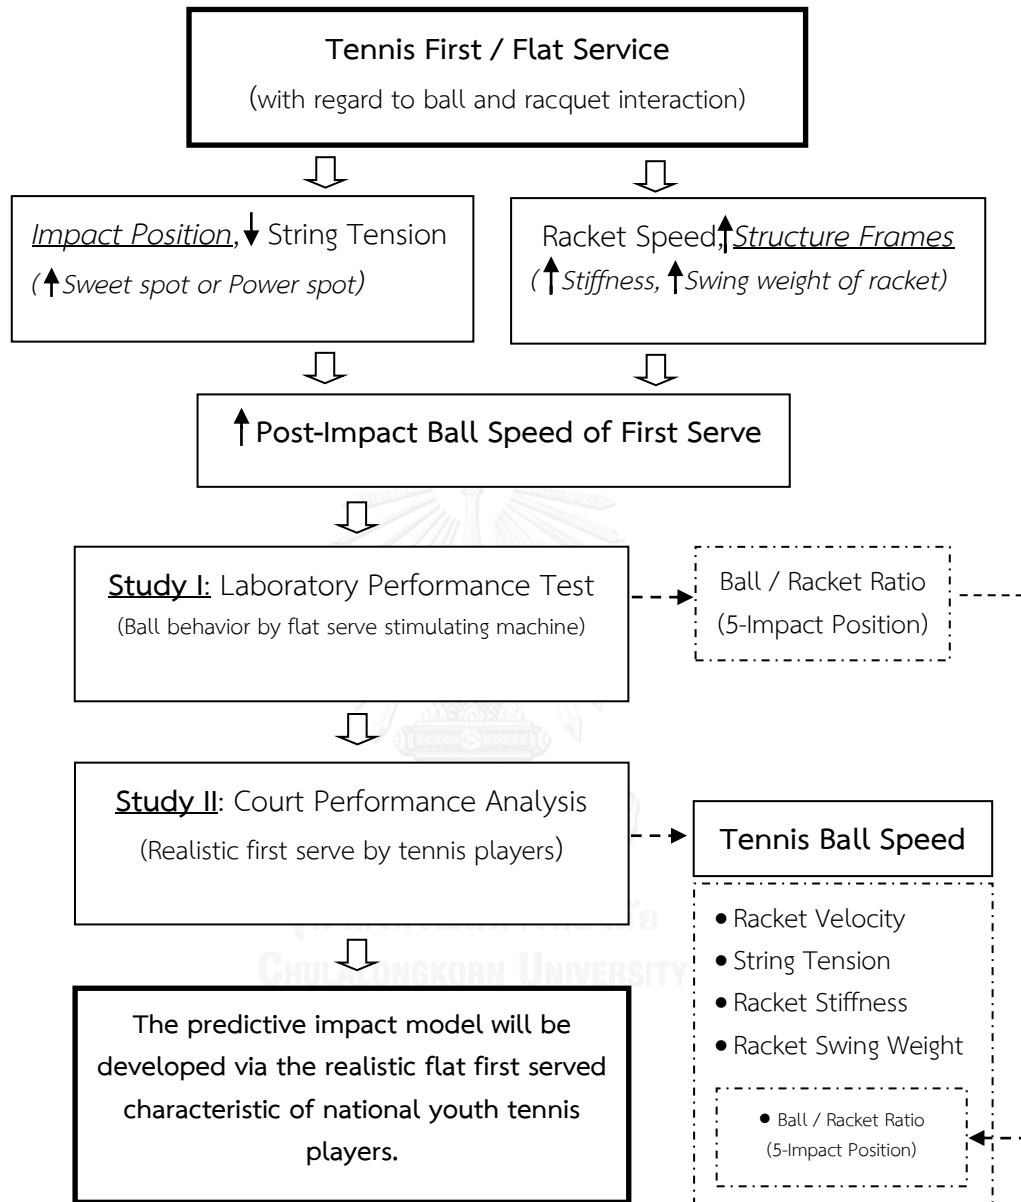 Tennis First / Flat Service
(with regard to ball and racquet interaction)
Impact Position,↓ String Tension
(↑Sweet spot or Power spot)
Racket Speed,↑Structure Frames
(↑Stiffness, ↑Swing weight of racket)
↑Post-Impact Ball Speed of First Serve
Study I: Laboratory Performance Test
(Ball behavior by flat serve stimulating machine)
Ball / Racket Ratio
(5-Impact Position)
Study II: Court Performance Analysis
(Realistic first serve by tennis players)
Tennis Ball Speed
• Racket Velocity
• String Tension
• Racket Stiffness
• Racket Swing Weight
• Ball / Racket Ratio
(5-Impact Position)
CHULALONGKORN UNIVERSITY
The predictive impact model will be
developed via the realistic flat first served
characteristic of national youth tennis
players.